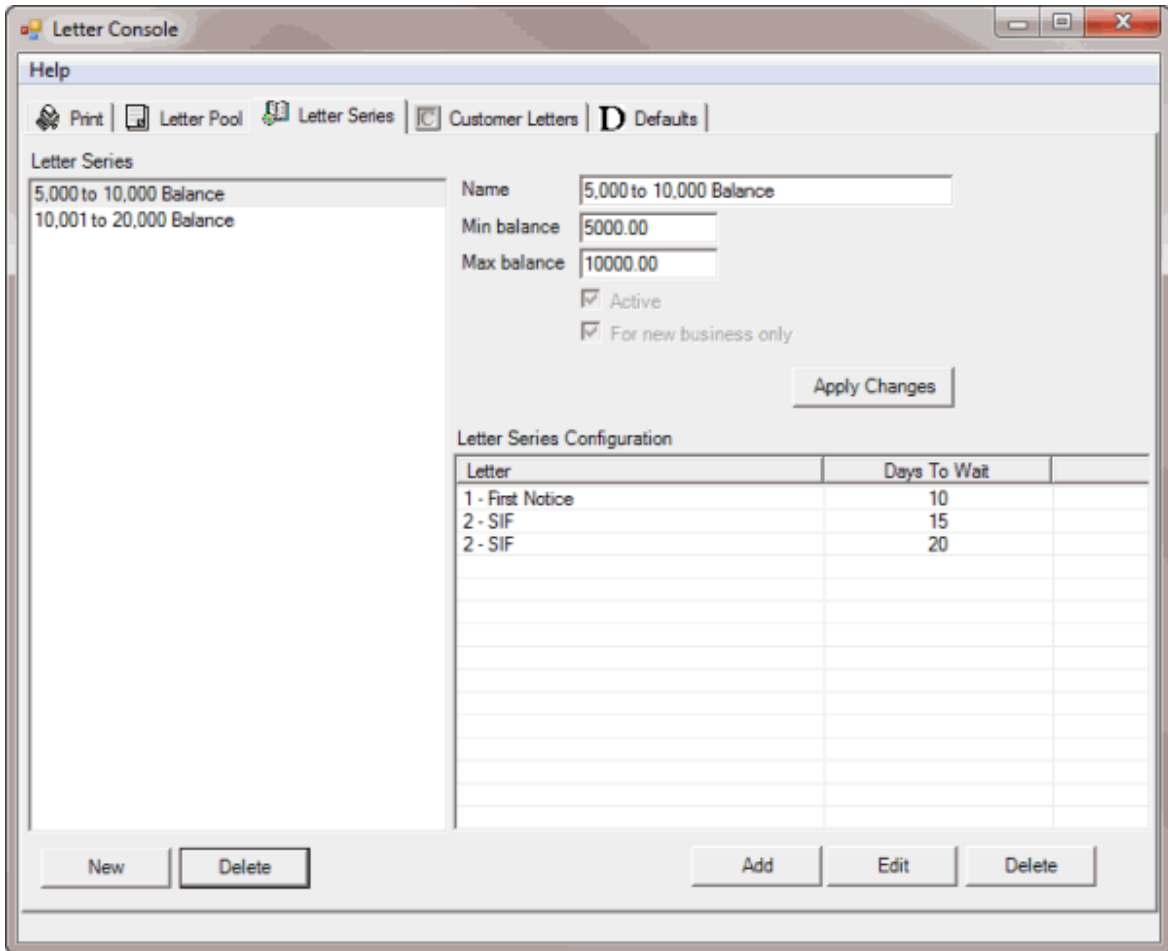 Letter Console
Help
Print Letter Pool Letter Series C Customer Letters D Defaults
Letter Series
5,000 to 10,000 Balance
10,001 to 20,000 Balance
Name 5,000 to 10,000 Balance
Min balance 5000.00
Max balance 10000.00
Active
For new business only
Apply Changes
Letter Series Configuration
Letter Days To Wait
1 - First Notice 10
2 - SIF 15
2 - SIF 20
New Delete Add Edit Delete